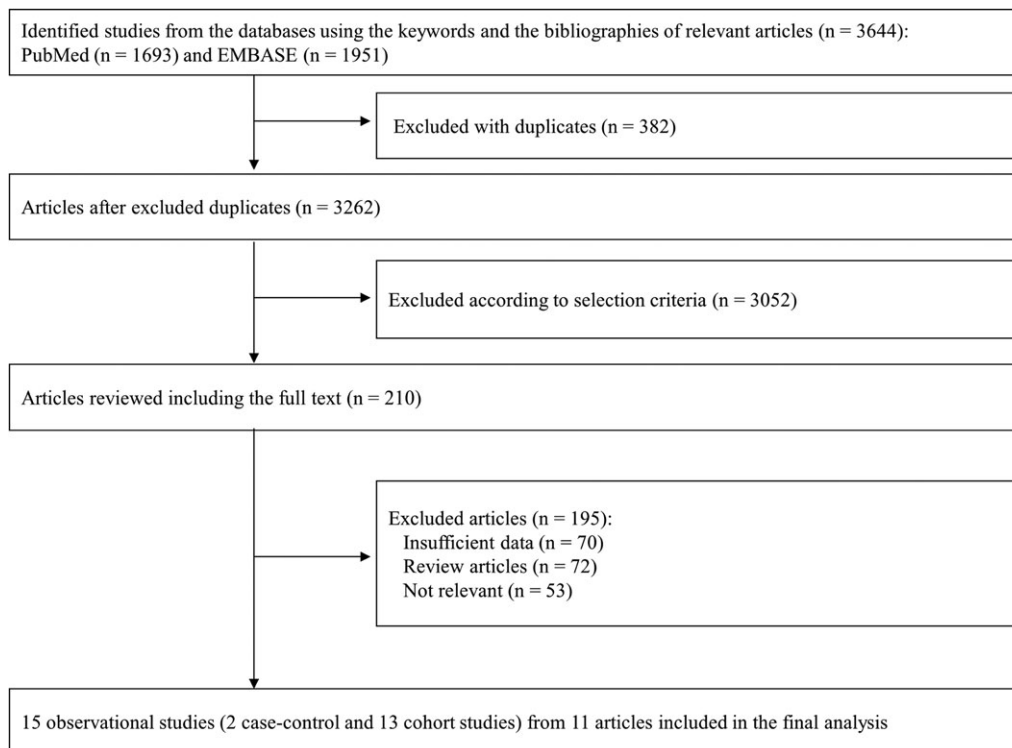 Identified studies from the databases using the keywords and the bibliographies of relevant articles (n = 3644):
PubMed (n = 1693) and EMBASE (n = 1951)
Excluded with duplicates (n = 382)
Articles after excluded duplicates (n = 3262)
Excluded according to selection criteria (n = 3052)
Articles reviewed including the full text (n = 210)
Excluded articles (n = 195):
Insufficient data (n = 70)
Review articles (n = 72)
Not relevant (n = 53)
15 observational studies (2 case-control and 13 cohort studies) from 11 articles included in the final analysis